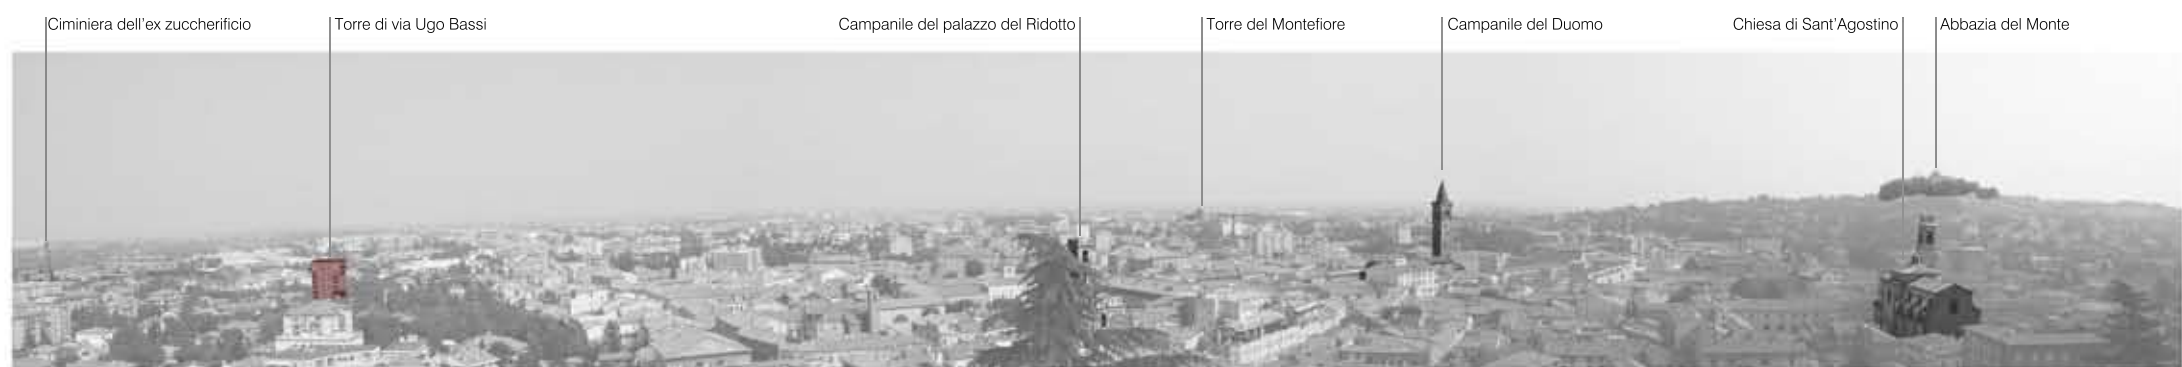 Ciminiera dell'ex zuccherificio
Torre di via Ugo Bassi
Campanile del palazzo del Ridotto
Torre del Montefiore
Campanile del Duomo
Chiesa di Sant'Agostino
Abbazia del Monte